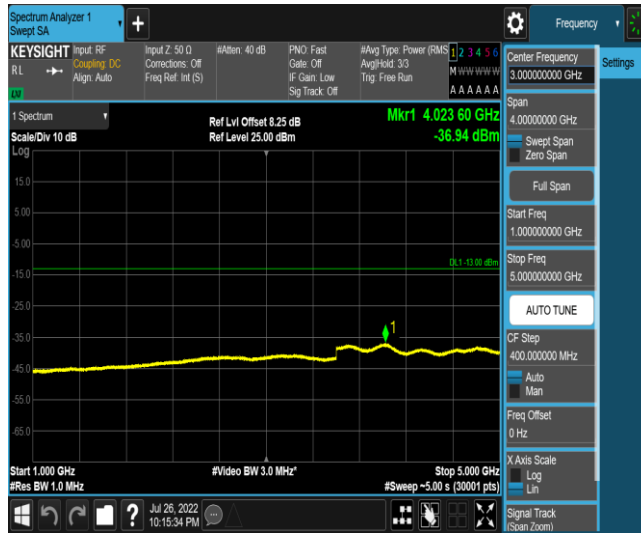 Spectrum Analyzer 1
Swept SA
Frequency
KEYSIGHT
Input: RF
Coupling: DC
Align: Auto
Input Z: 50 Ω
Corrections: Off
Freq Ref: Int (S)
#Atten: 40 dB
PNO: Fast
Gate: Off
IF Gain: Low
Sig Track: Off
#Avg Type: Power (RMS
Avg|Hold: 3/3
Trig: Free Run
1 2 3 4 5 6
M W W W W W
A A A A A A
R L
LXI
Center Frequency
3.000000000 GHz
Settings
Span
4.00000000 GHz
Swept Span
Zero Span
Full Span
Start Freq
1.000000000 GHz
Stop Freq
5.000000000 GHz
AUTO TUNE
CF Step
400.000000 MHz
Auto
Man
Freq Offset
0 Hz
X Axis Scale
Log
Lin
Signal Track
(Span Zoom)
1 Spectrum
Scale/Div 10 dB
Log
Ref Lvl Offset 8.25 dB
Ref Level 25.00 dBm
Mkr1 4.023 60 GHz
-36.94 dBm
15.0
5.00
-5.00
-15.0
-25.0
-35.0
-45.0
-55.0
-65.0
DL1 -13.00 dBm
1
Start 1.000 GHz
#Res BW 1.0 MHz
#Video BW 3.0 MHz*
Stop 5.000 GHz
#Sweep ~5.00 s (30001 pts)
?
Jul 26, 2022
10:15:34 PM